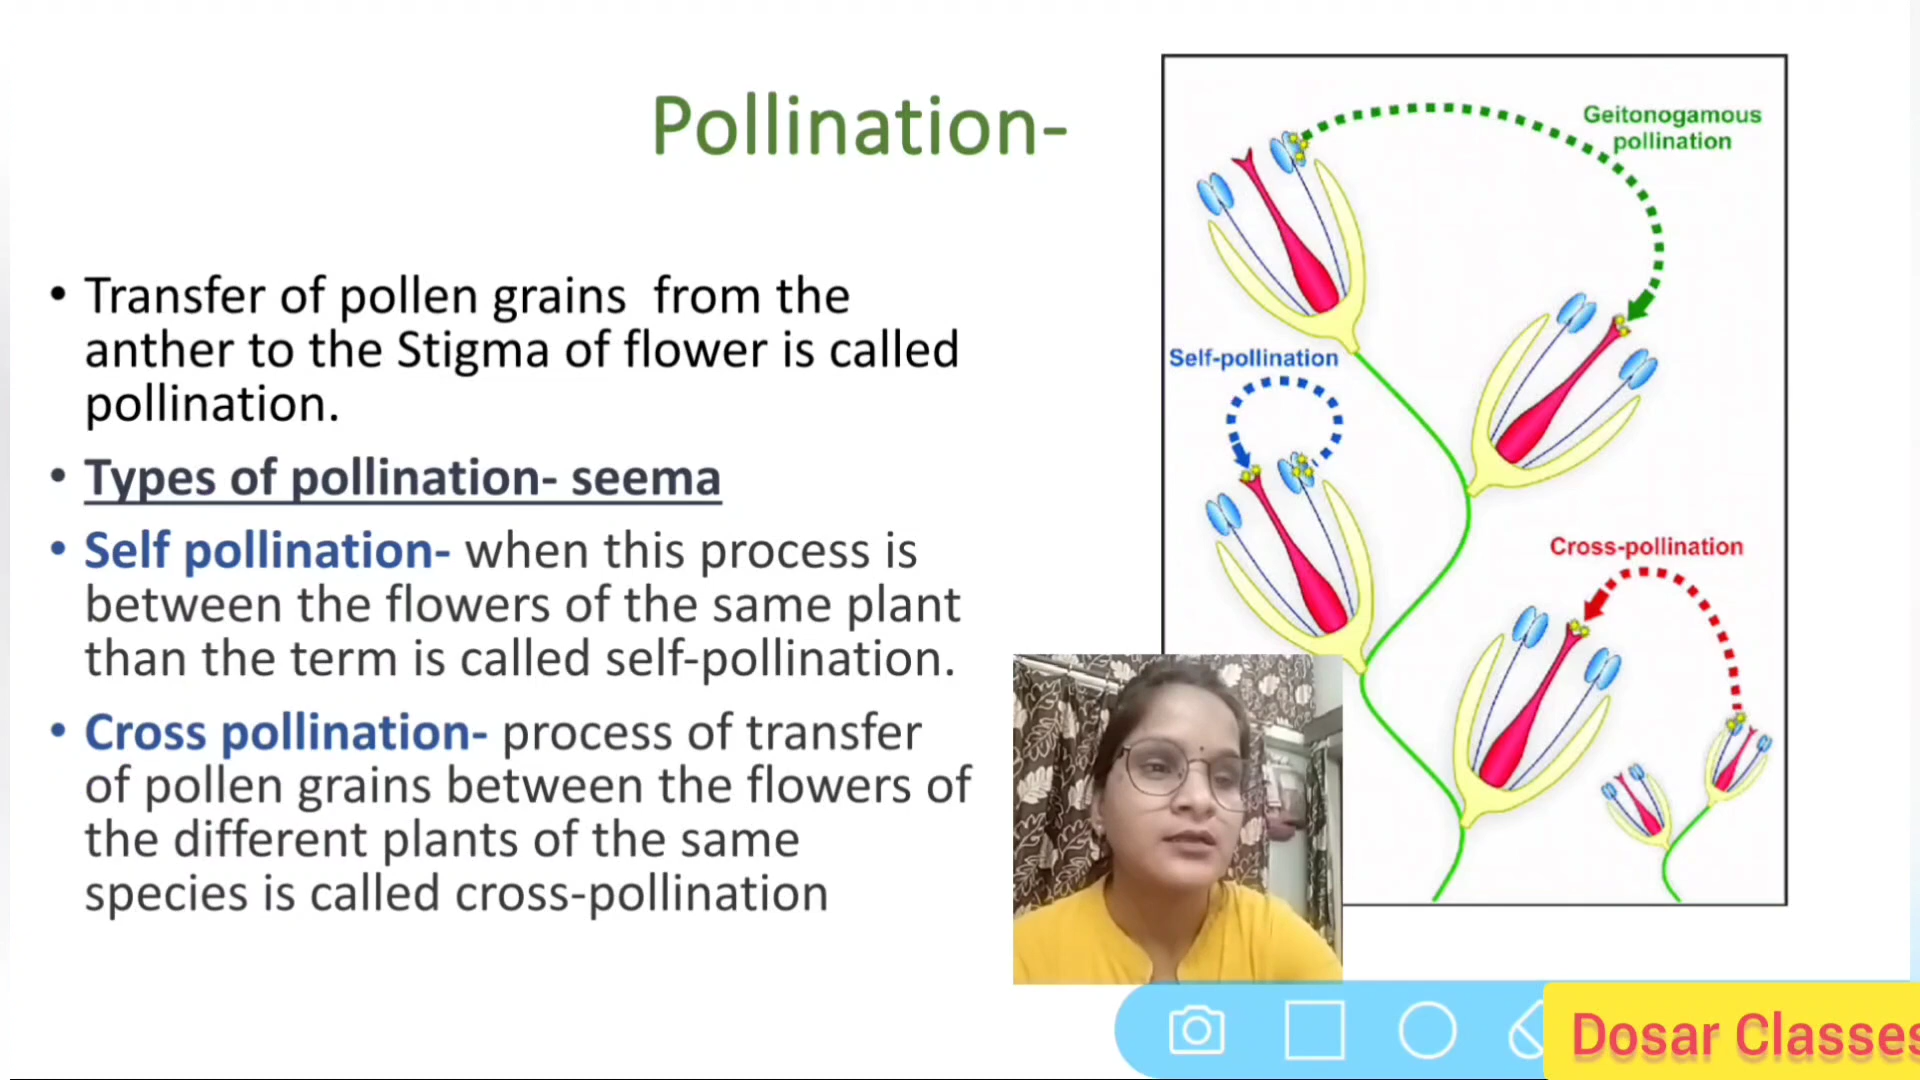 Pollination-
Transfer of pollen grains from the
anther to the Stigma of flower is called
pollination.
Types of pollination- seema
Self pollination- when this process is
between the flowers of the same plant
than the term is called self-pollination.
Cross pollination- process of transfer
of pollen grains between the flowers of
the different plants of the same
species is called cross-pollination
Geitonogamous
pollination
Self-pollination
Cross-pollination
Dosar Classes